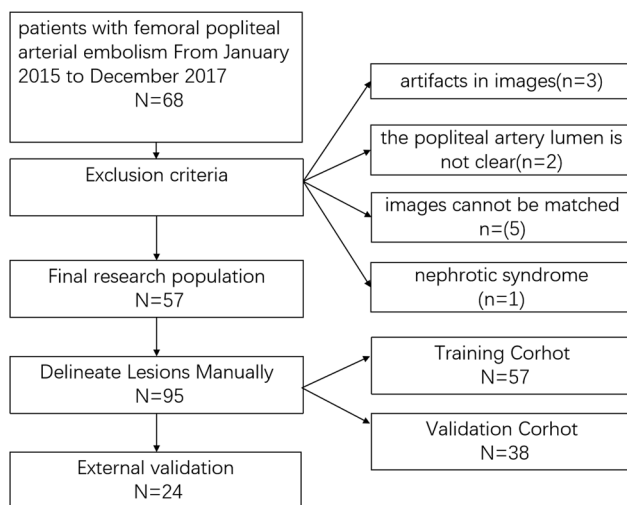 patients with femoral popliteal
arterial embolism From January
2015 to December 2017
N=68
Exclusion criteria
artifacts in images(n=3)
the popliteal artery lumen is
not clear(n=2)
images cannot be matched
n=(5)
nephrotic syndrome
(n=1)
Final research population
N=57
Delineate Lesions Manually
N=95
Training Corhot
N=57
Validation Corhot
N=38
External validation
N=24